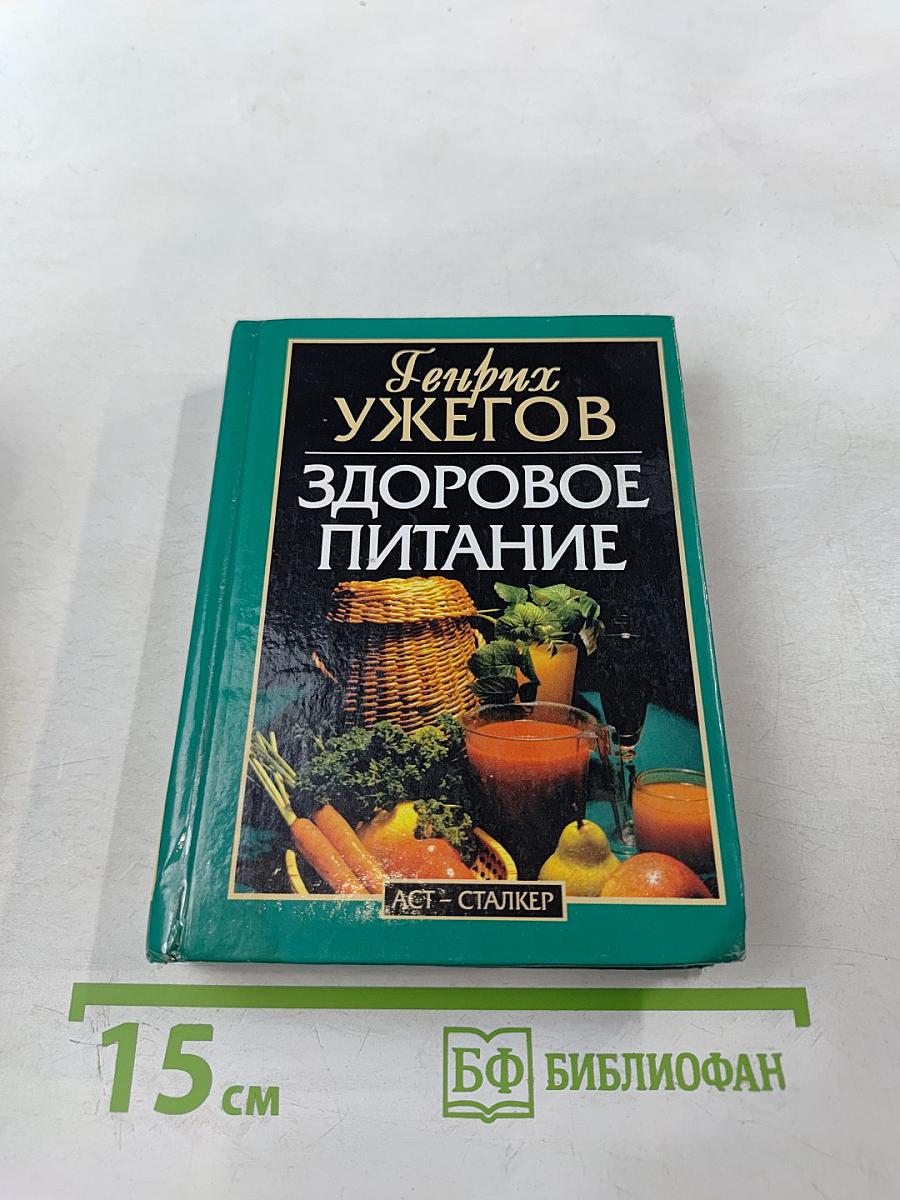 Генрих
УЖЕГОВ
ЗДОРОВОЕ
ПИТАНИЕ
АСТ – СТАЛКЕР
15 см
БФ БИБЛИОФАН